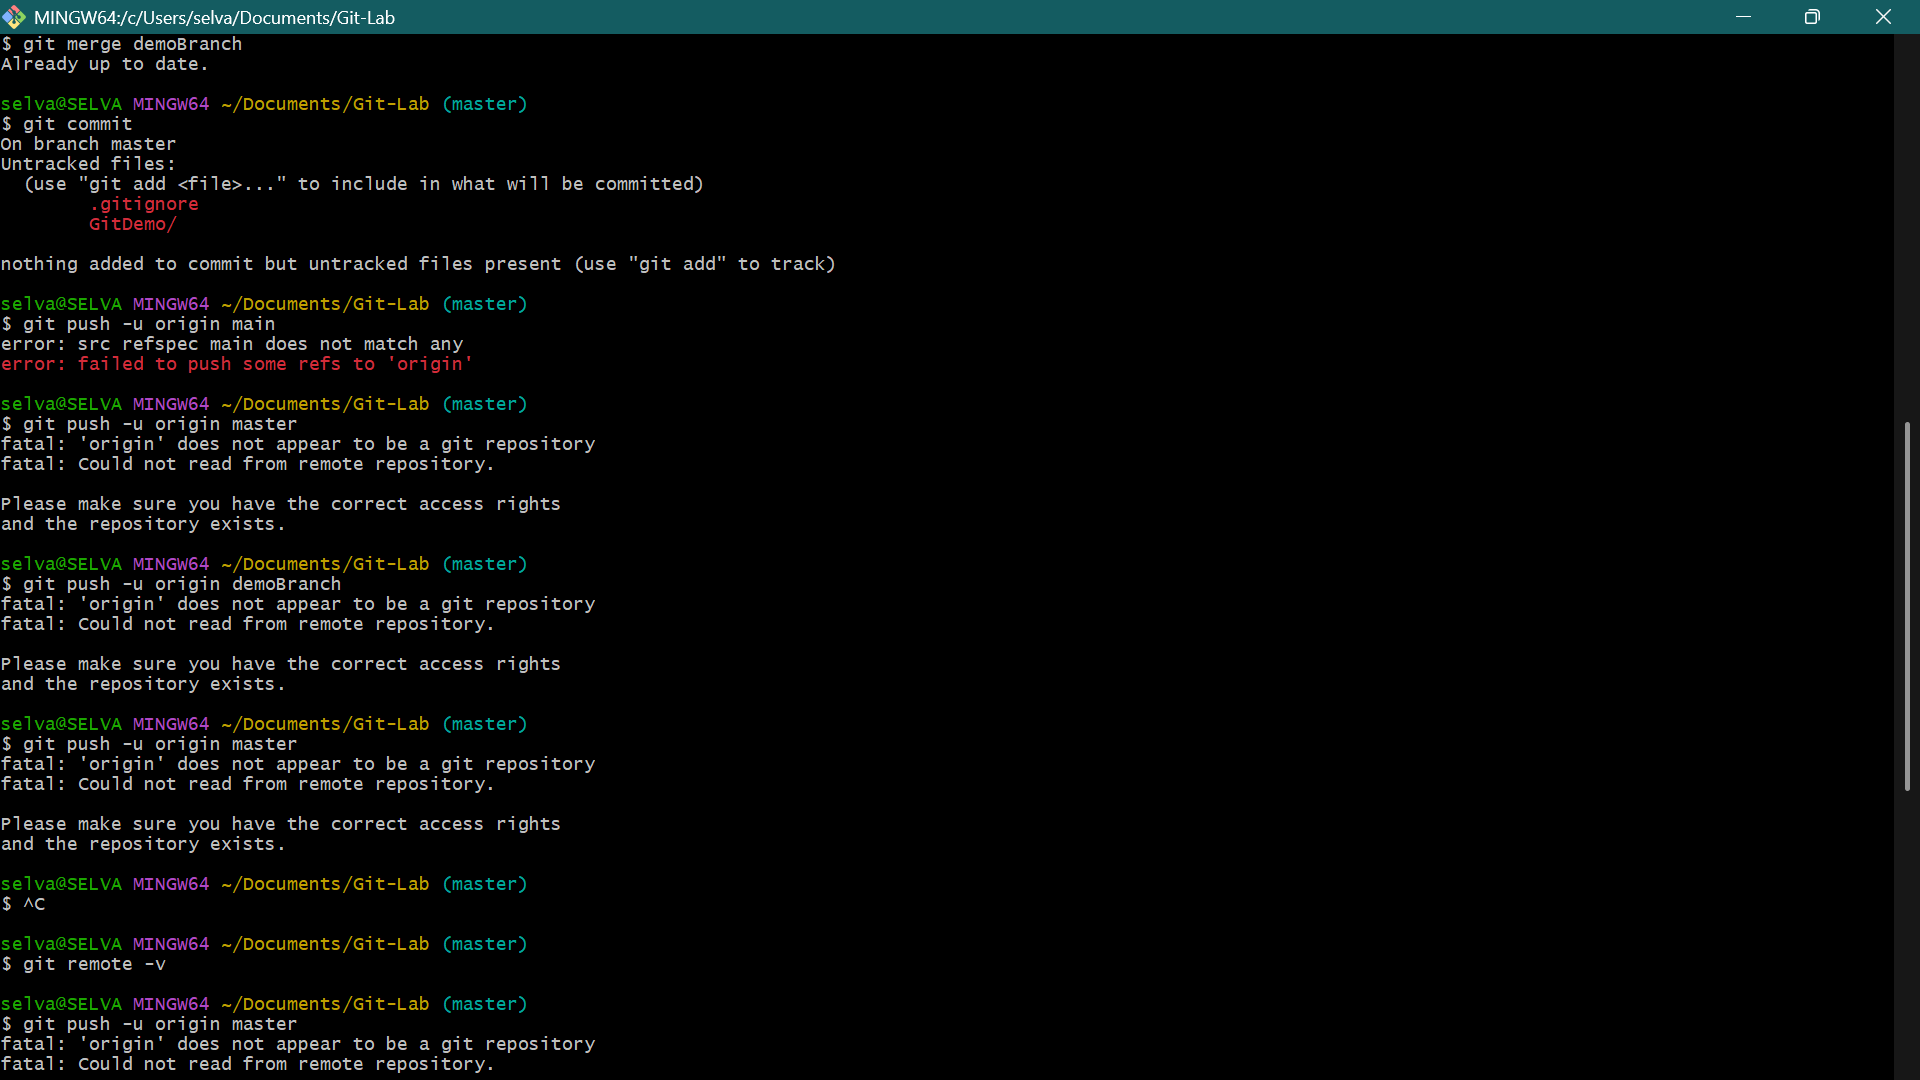 MINGW64:/c/Users/selva/Documents/Git-Lab
$ git merge demoBranch
Already up to date.
selva@SELVA MINGW64 ~/Documents/Git-Lab (master)
$ git commit
On branch master
Untracked files:
  (use "git add <file>..." to include in what will be committed)
        .gitignore
        GitDemo/
nothing added to commit but untracked files present (use "git add" to track)
selva@SELVA MINGW64 ~/Documents/Git-Lab (master)
$ git push -u origin main
error: src refspec main does not match any
error: failed to push some refs to 'origin'
selva@SELVA MINGW64 ~/Documents/Git-Lab (master)
$ git push -u origin master
fatal: 'origin' does not appear to be a git repository
fatal: Could not read from remote repository.
Please make sure you have the correct access rights
and the repository exists.
selva@SELVA MINGW64 ~/Documents/Git-Lab (master)
$ git push -u origin demoBranch
fatal: 'origin' does not appear to be a git repository
fatal: Could not read from remote repository.
Please make sure you have the correct access rights
and the repository exists.
selva@SELVA MINGW64 ~/Documents/Git-Lab (master)
$ git push -u origin master
fatal: 'origin' does not appear to be a git repository
fatal: Could not read from remote repository.
Please make sure you have the correct access rights
and the repository exists.
selva@SELVA MINGW64 ~/Documents/Git-Lab (master)
$ ^C
selva@SELVA MINGW64 ~/Documents/Git-Lab (master)
$ git remote -v
selva@SELVA MINGW64 ~/Documents/Git-Lab (master)
$ git push -u origin master
fatal: 'origin' does not appear to be a git repository
fatal: Could not read from remote repository.